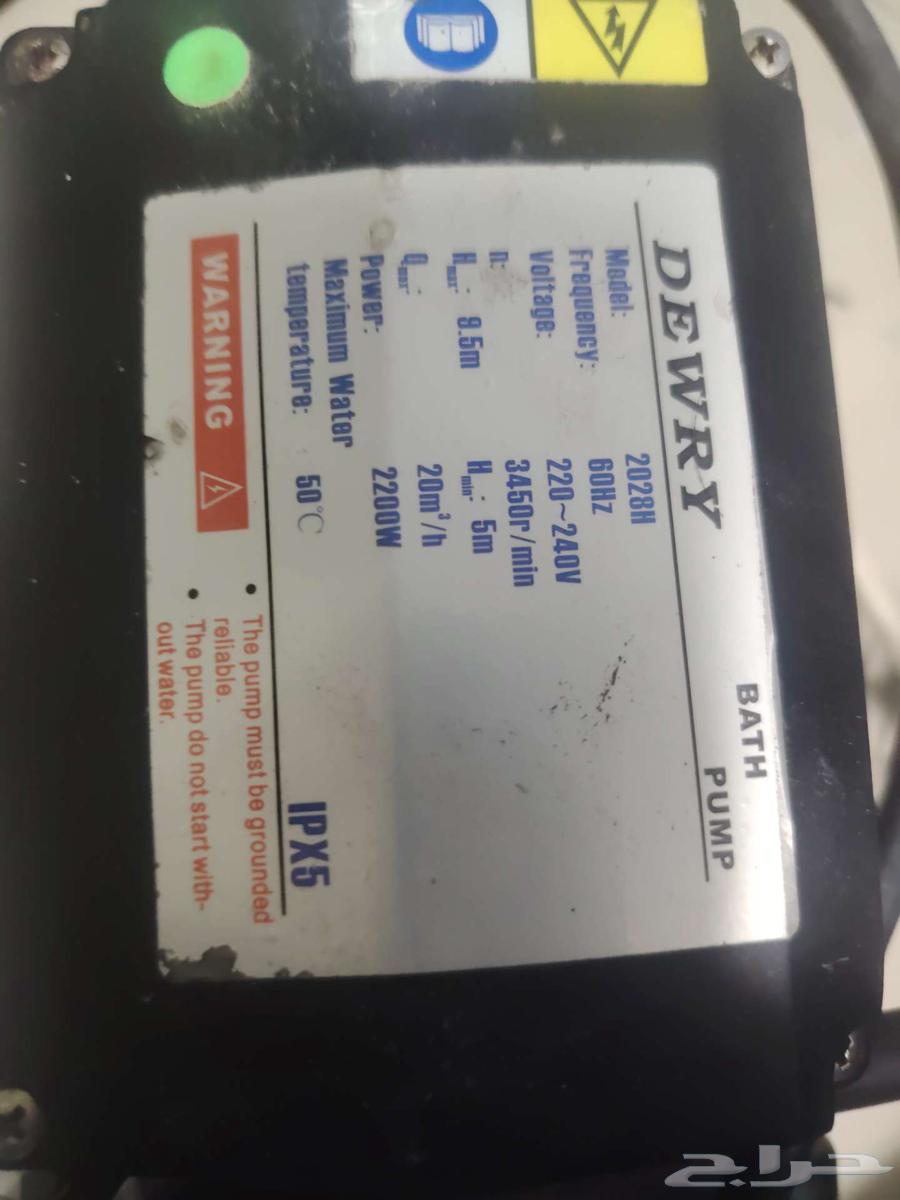 DEWRY
BATH
PUMP
Model: 2028H
Frequency: 60Hz
Voltage: 220~240V
n: 3450r/min
Hmax: 8.5m Hmin: 5m
Qmax: 20m³/h
Power: 2200W
Maximum Water
temperature: 50℃
IPX5
WARNING
• The pump must be grounded
reliable.
• The pump do not start with-
out water.
حراج